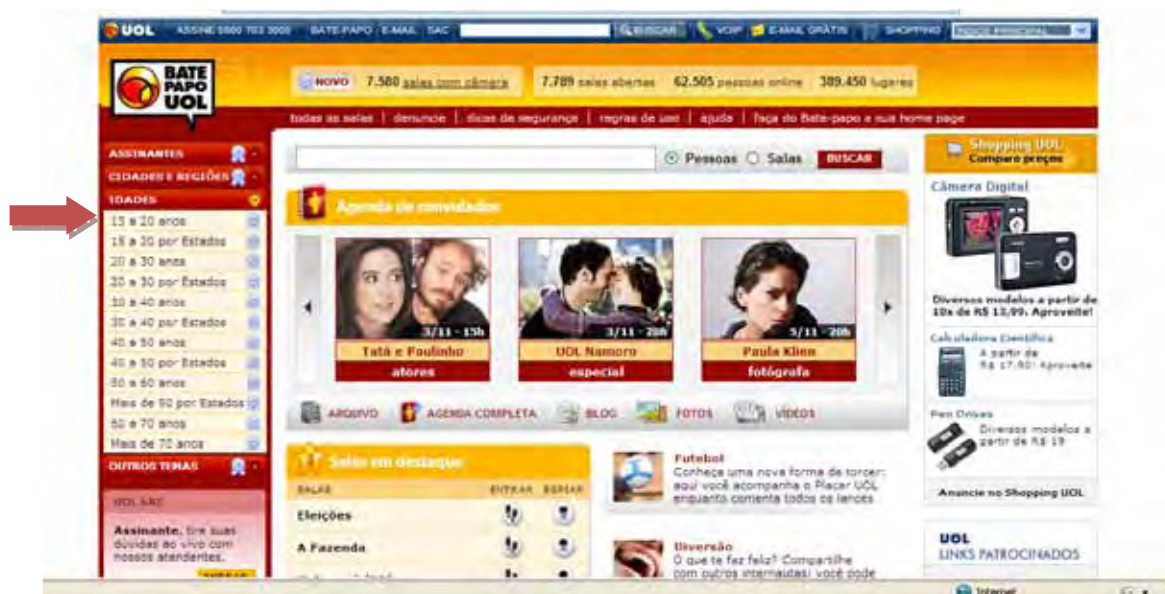 UOL ASSINE 0800 703 3000 BATE-PAPO E-MAIL SAC BUSCAR VOIP E-MAIL GRÁTIS SHOPPING ÍNDICE PRINCIPAL
BATE
PAPO
UOL
NOVO 7.580 salas com câmera 7.789 salas abertas 62.505 pessoas online 389.450 lugares
todas as salas | denuncie | dicas de segurança | regras de uso | ajuda | faça do Bate-papo a sua home page
ASSINANTES
CIDADES E REGIÕES
IDADES
15 a 20 anos
15 a 20 por Estados
20 a 30 anos
20 a 30 por Estados
30 a 40 anos
30 a 40 por Estados
40 a 50 anos
40 a 50 por Estados
50 a 60 anos
Mais de 50 por Estados
60 a 70 anos
Mais de 70 anos
OUTROS TEMAS
UOL SAC
Assinante, tire suas
dúvidas ao vivo com
nossos atendentes.
ENTRAR
Pessoas Salas BUSCAR
Agenda de convidados
3/11 - 15h
Tatá e Paulinho
atores
3/11 - 20h
UOL Namoro
especial
5/11 - 20h
Paula Klien
fotógrafa
ARQUIVO AGENDA COMPLETA BLOG FOTOS VÍDEOS
Salas em destaque
SALAS ENTRAR ESPIAR
Eleições
A Fazenda
Futebol
Conheça uma nova forma de torcer:
aqui você acompanha o Placar UOL
enquanto comenta todos os lances
Diversão
O que te faz feliz? Compartilhe
com outros internautas: você pode
Shopping UOL
Compare preços
Câmera Digital
Diversos modelos a partir de
10x de R$ 13,99. Aproveite!
Calculadora Científica
A partir de
R$ 17,90! Aproveite
Pen Drives
Diversos modelos a
partir de R$ 19
Anuncie no Shopping UOL
UOL
LINKS PATROCINADOS
Internet